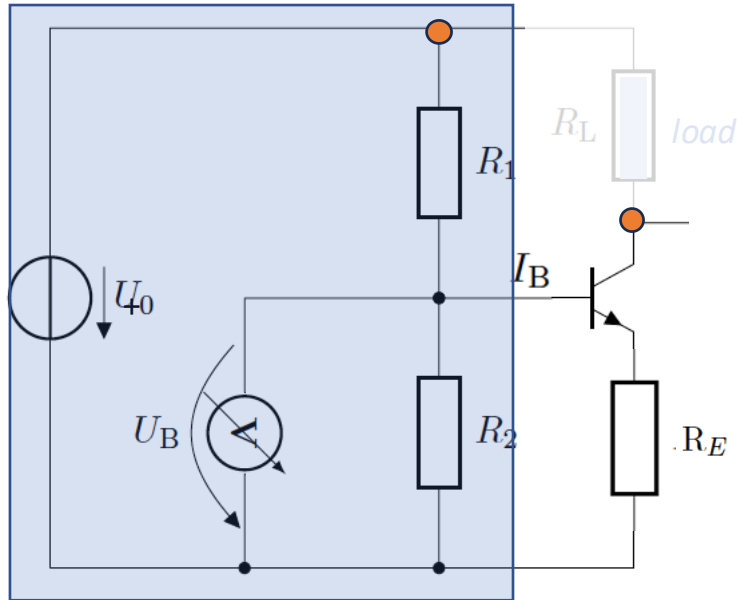 R_L
load
R_1
I_B
U_0
+
U_B
V
R_2
R_E